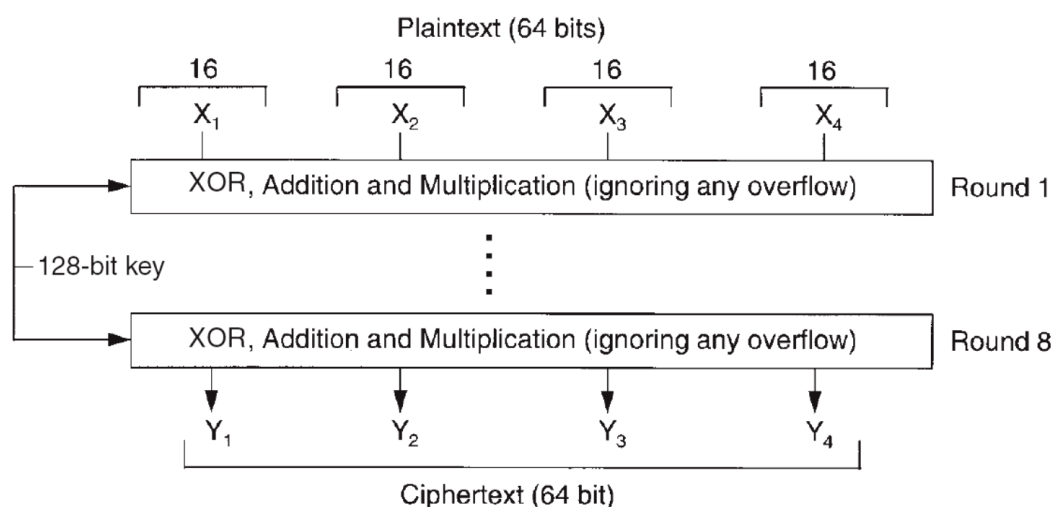 Plaintext (64 bits)
16 16 16 16
X₁ X₂ X₃ X₄
XOR, Addition and Multiplication (ignoring any overflow) Round 1
128-bit key
XOR, Addition and Multiplication (ignoring any overflow) Round 8
Y₁ Y₂ Y₃ Y₄
Ciphertext (64 bit)